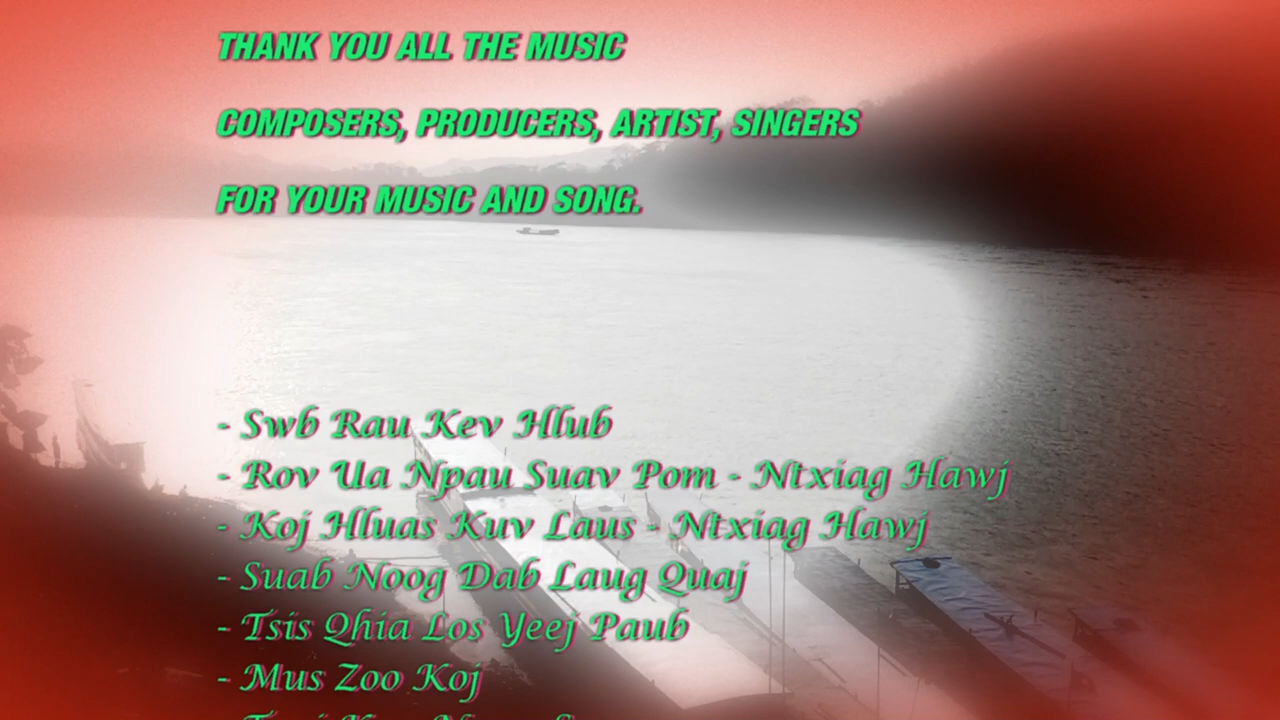 THANK YOU ALL THE MUSIC
COMPOSERS, PRODUCERS, ARTIST, SINGERS
FOR YOUR MUSIC AND SONG.
- Swb Rau Kev Hlub
- Rov Ua Npau Suav Pom - Ntxiag Hawj
- Koj Hluas Kuv Laus - Ntxiag Hawj
- Suab Noog Dab Laug Quaj
- Tsis Qhia Los Yeej Paub
- Mus Zoo Koj